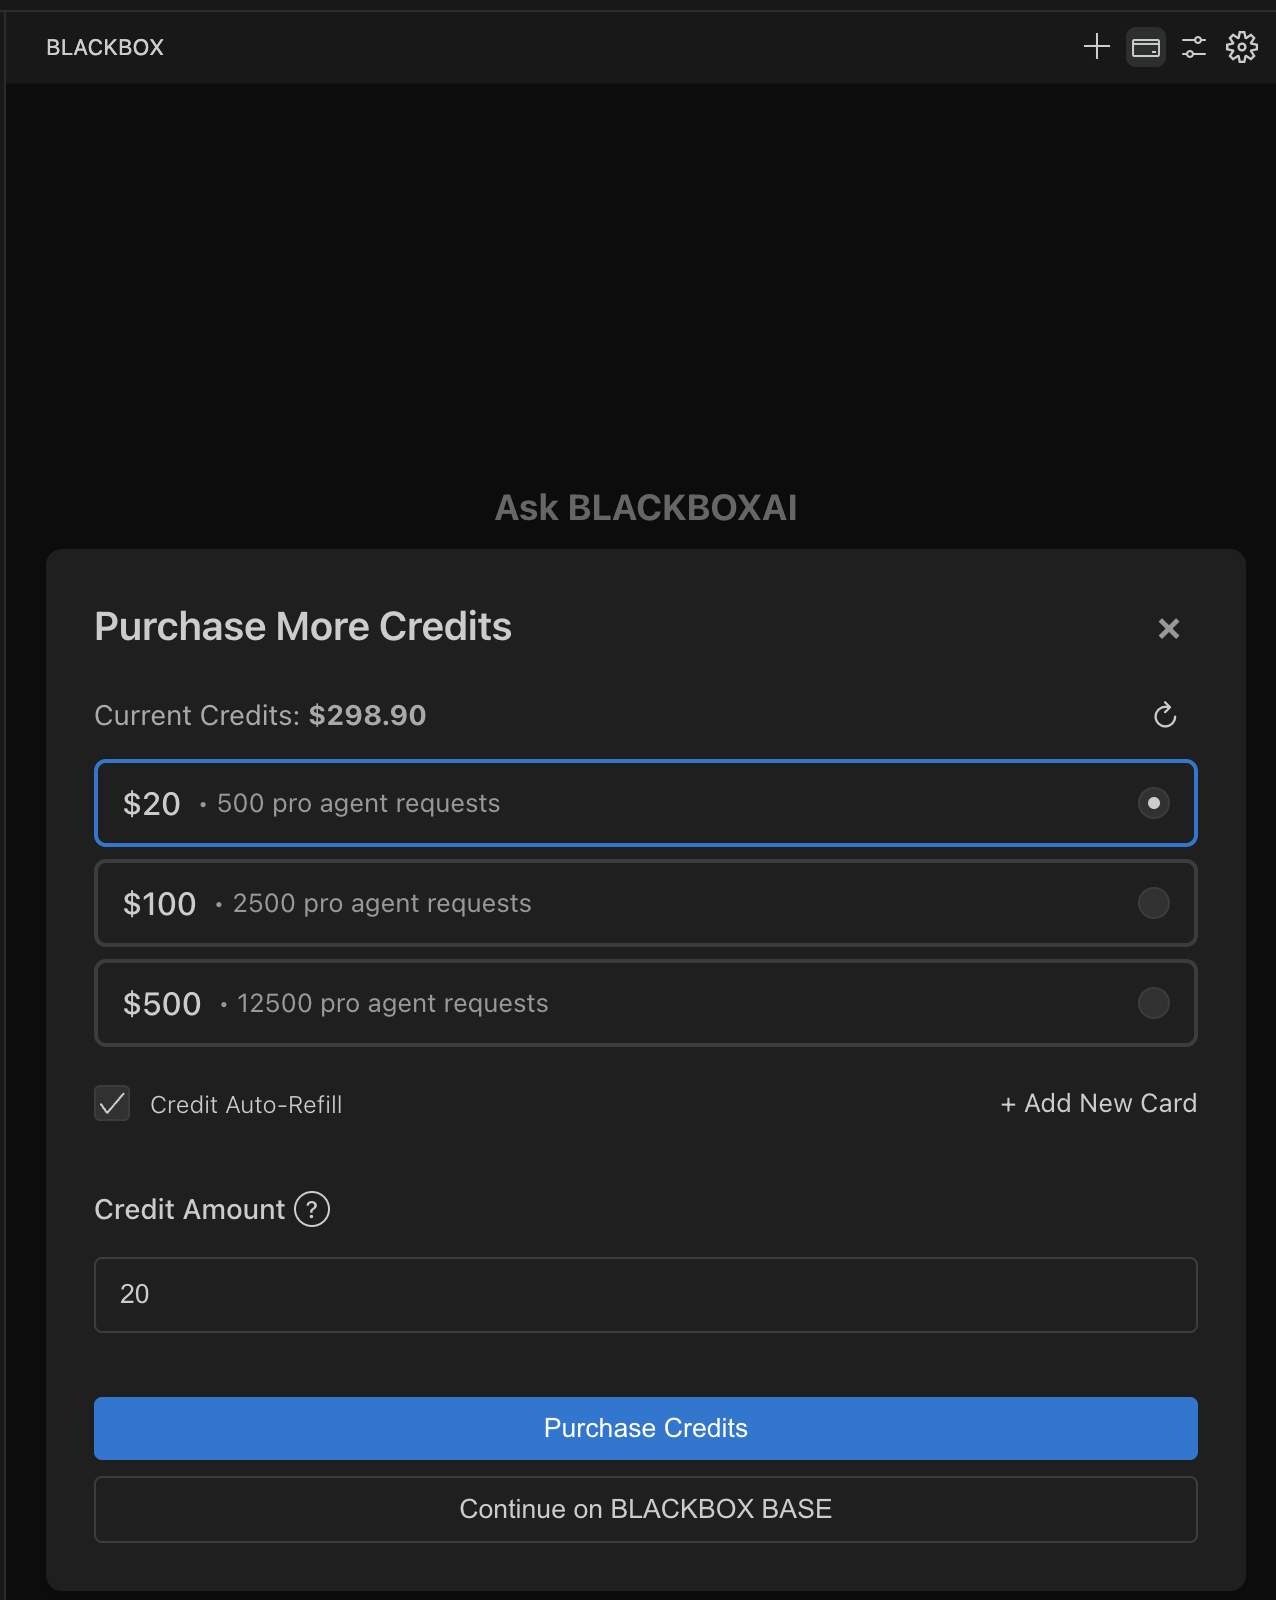 BLACKBOX
Ask BLACKBOXAI
Purchase More Credits
Current Credits: $298.90
$20 • 500 pro agent requests
$100 • 2500 pro agent requests
$500 • 12500 pro agent requests
Credit Auto-Refill
+ Add New Card
Credit Amount ?
20
Purchase Credits
Continue on BLACKBOX BASE